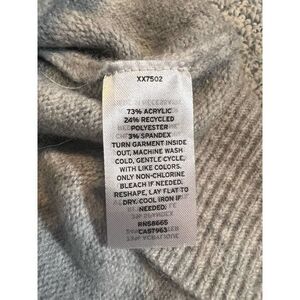 XX7502
73% ACRYLIC
24% RECYCLED
POLYESTER
3% SPANDEX
TURN GARMENT INSIDE
OUT, MACHINE WASH
COLD, GENTLE CYCLE,
WITH LIKE COLORS.
ONLY NON-CHLORINE
BLEACH IF NEEDED.
RESHAPE, LAY FLAT TO
DRY. COOL IRON IF
NEEDED.
RN58665
CA57963